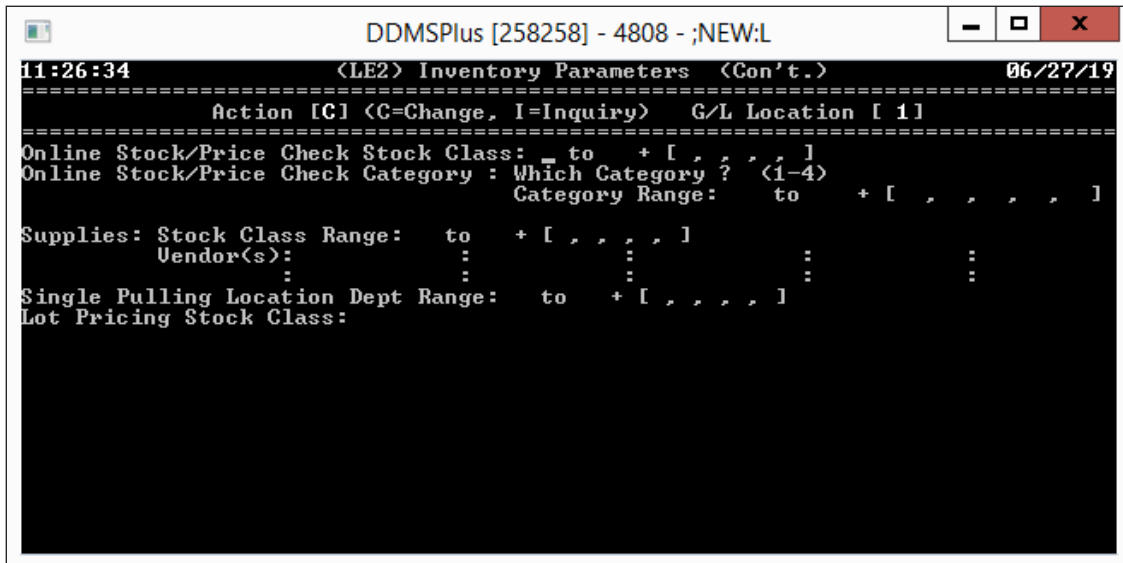 DDMSPlus [258258] - 4808 - ;NEW:L
11:26:34 (LE2) Inventory Parameters (Con't.) 06/27/19
================================================================================
Action [C] (C=Change, I=Inquiry) G/L Location [ 1]
================================================================================
Online Stock/Price Check Stock Class: _ to + [ , , , , ]
Online Stock/Price Check Category : Which Category ? (1-4)
Category Range: to + [ , , , , ]
Supplies: Stock Class Range: to + [ , , , , ]
Vendor(s): : : : :
: : : : :
Single Pulling Location Dept Range: to + [ , , , , ]
Lot Pricing Stock Class: